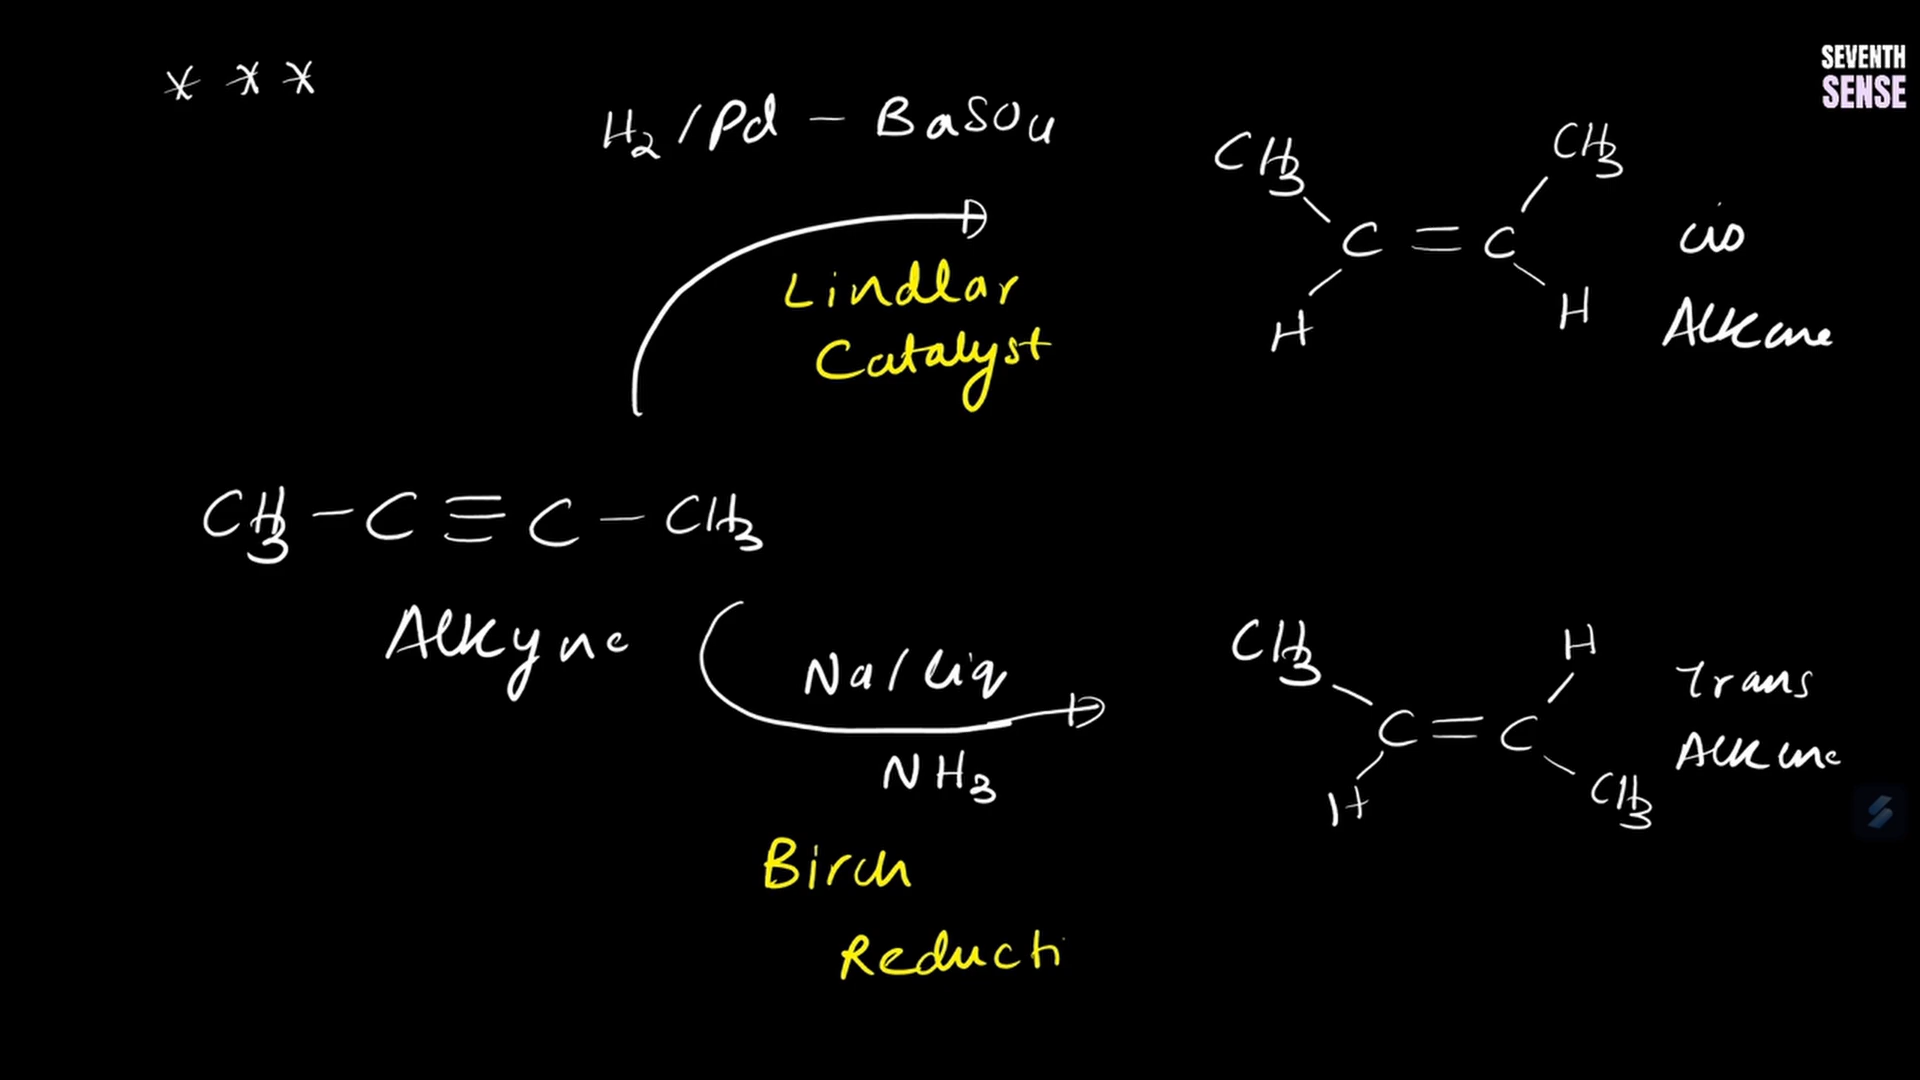 * * *
SEVENTH
SENSE
H2/Pd - BaSO4
CH3 CH3
C = C
H H
cis
Alkene
Lindlar
Catalyst
CH3 - C ≡ C - CH3
Alkyne
Na/liq
NH3
CH3 H
C = C
H CH3
Trans
Alkene
Birch
Reducti